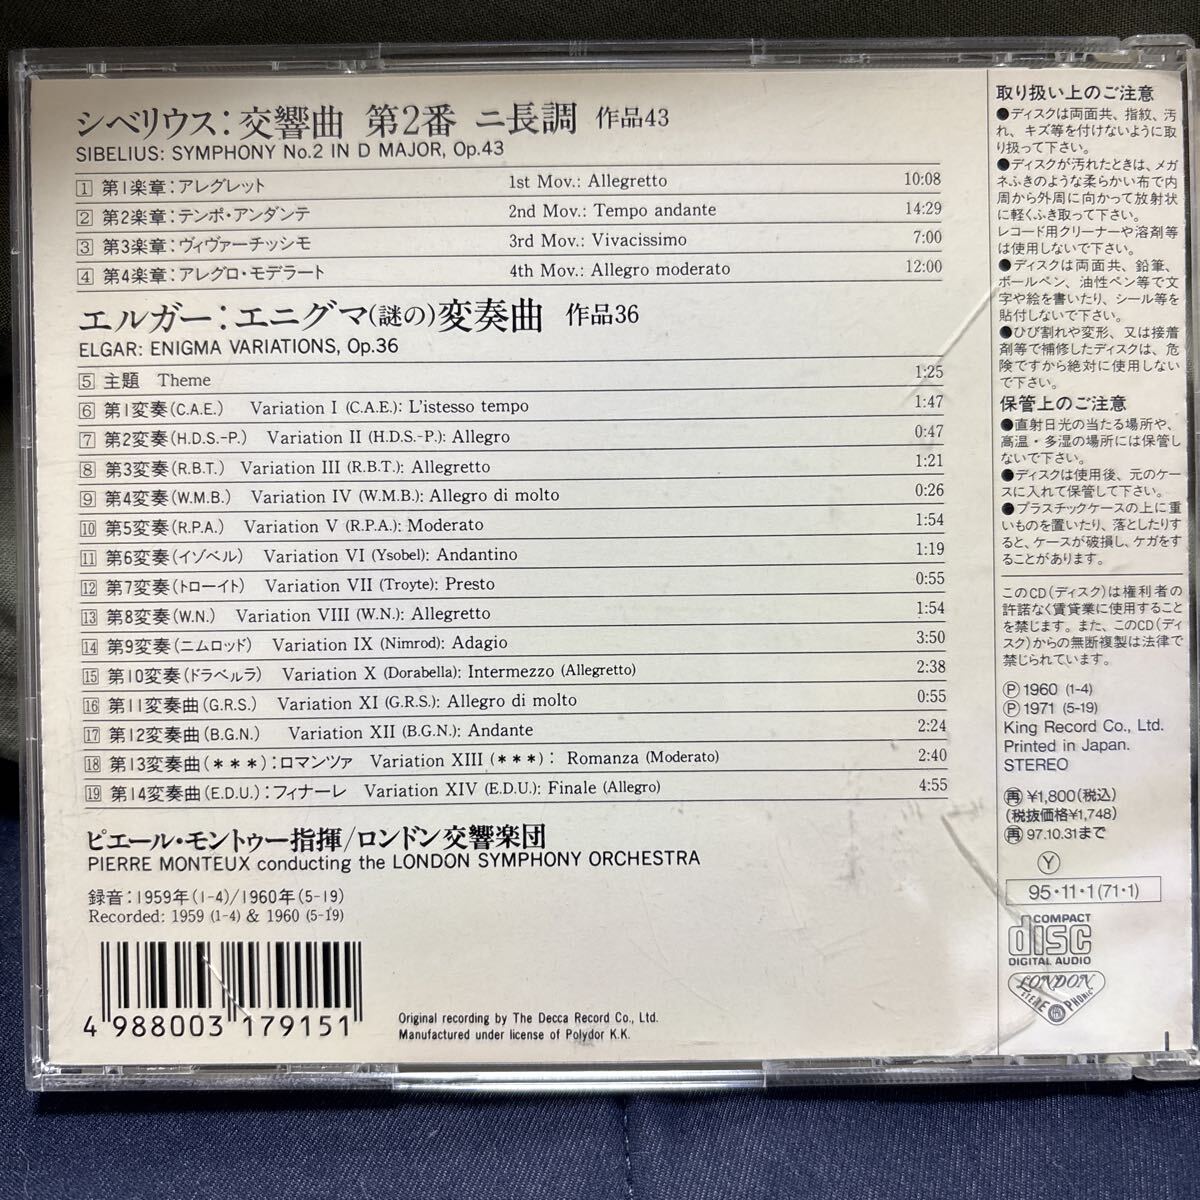 シベリウス：交響曲 第2番 ニ長調 作品43
SIBELIUS: SYMPHONY No.2 IN D MAJOR, Op.43
1 第1楽章：アレグレット 1st Mov.: Allegretto 10:08
2 第2楽章：テンポ・アンダンテ 2nd Mov.: Tempo andante 14:29
3 第3楽章：ヴィヴァーチッシモ 3rd Mov.: Vivacissimo 7:00
4 第4楽章：アレグロ・モデラート 4th Mov.: Allegro moderato 12:00
エルガー：エニグマ（謎の）変奏曲 作品36
ELGAR: ENIGMA VARIATIONS, Op.36
5 主題 Theme 1:25
6 第1変奏（C.A.E.） Variation I (C.A.E.): L'istesso tempo 1:47
7 第2変奏（H.D.S.-P.） Variation II (H.D.S.-P.): Allegro 0:47
8 第3変奏（R.B.T.） Variation III (R.B.T.): Allegretto 1:21
9 第4変奏（W.M.B.） Variation IV (W.M.B.): Allegro di molto 0:26
10 第5変奏（R.P.A.） Variation V (R.P.A.): Moderato 1:54
11 第6変奏（イゾベル） Variation VI (Ysobel): Andantino 1:19
12 第7変奏（トローイト） Variation VII (Troyte): Presto 0:55
13 第8変奏（W.N.） Variation VIII (W.N.): Allegretto 1:54
14 第9変奏（ニムロッド） Variation IX (Nimrod): Adagio 3:50
15 第10変奏（ドラベルラ） Variation X (Dorabella): Intermezzo (Allegretto) 2:38
16 第11変奏曲（G.R.S.） Variation XI (G.R.S.): Allegro di molto 0:55
17 第12変奏曲（B.G.N.） Variation XII (B.G.N.): Andante 2:24
18 第13変奏曲（＊＊＊）：ロマンツァ Variation XIII (＊＊＊): Romanza (Moderato) 2:40
19 第14変奏曲（E.D.U.）：フィナーレ Variation XIV (E.D.U.): Finale (Allegro) 4:55
ピエール・モントゥー指揮/ロンドン交響楽団
PIERRE MONTEUX conducting the LONDON SYMPHONY ORCHESTRA
録音：1959年（1-4）/1960年（5-19）
Recorded: 1959 (1-4) & 1960 (5-19)
4 988003 179151
Original recording by The Decca Record Co., Ltd.
Manufactured under license of Polydor K.K.
取り扱い上のご注意
●ディスクは両面共、指紋、汚
れ、キズ等を付けないように取
り扱って下さい。
●ディスクが汚れたときは、メガ
ネふきのような柔らかい布で内
周から外周に向かって放射状
に軽くふき取って下さい。
レコード用クリーナーや溶剤等
は使用しないで下さい。
●ディスクは両面共、鉛筆、
ボールペン、油性ペン等で文
字や絵を書いたり、シール等を
貼付しないで下さい。
●ひび割れや変形、又は接着
剤等で補修したディスクは、危
険ですから絶対に使用しない
で下さい。
保管上のご注意
●直射日光の当たる場所や、
高温・多湿の場所には保管し
ないで下さい。
●ディスクは使用後、元のケー
スに入れて保管して下さい。
●プラスチックケースの上に重
いものを置いたり、落としたりす
ると、ケースが破損し、ケガをす
ることがあります。
このCD（ディスク）は権利者の
許諾なく賃貸業に使用すること
を禁じます。また、このCD（ディ
スク）からの無断複製は法律で
禁じられています。
Ⓟ 1960 (1-4)
Ⓟ 1971 (5-19)
King Record Co., Ltd.
Printed in Japan.
STEREO
再 ¥1,800（税込）
（税抜価格¥1,748）
再 97.10.31まで
Ⓨ
95・11・1（71・1）
COMPACT
disc
DIGITAL AUDIO
LONDON
STEREOPHONIC